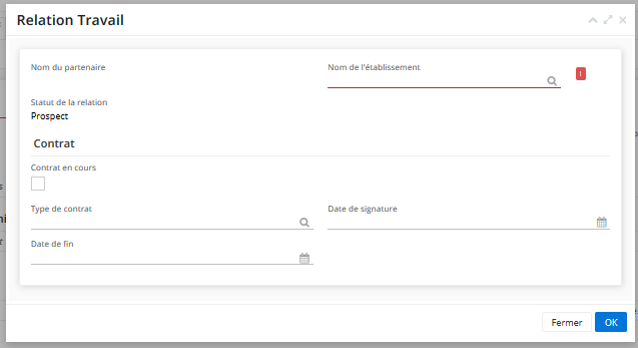 Relation Travail
Nom du partenaire
Nom de l'établissement
!
Statut de la relation
Prospect
Contrat
Contrat en cours
Type de contrat
Date de signature
Date de fin
Fermer
OK